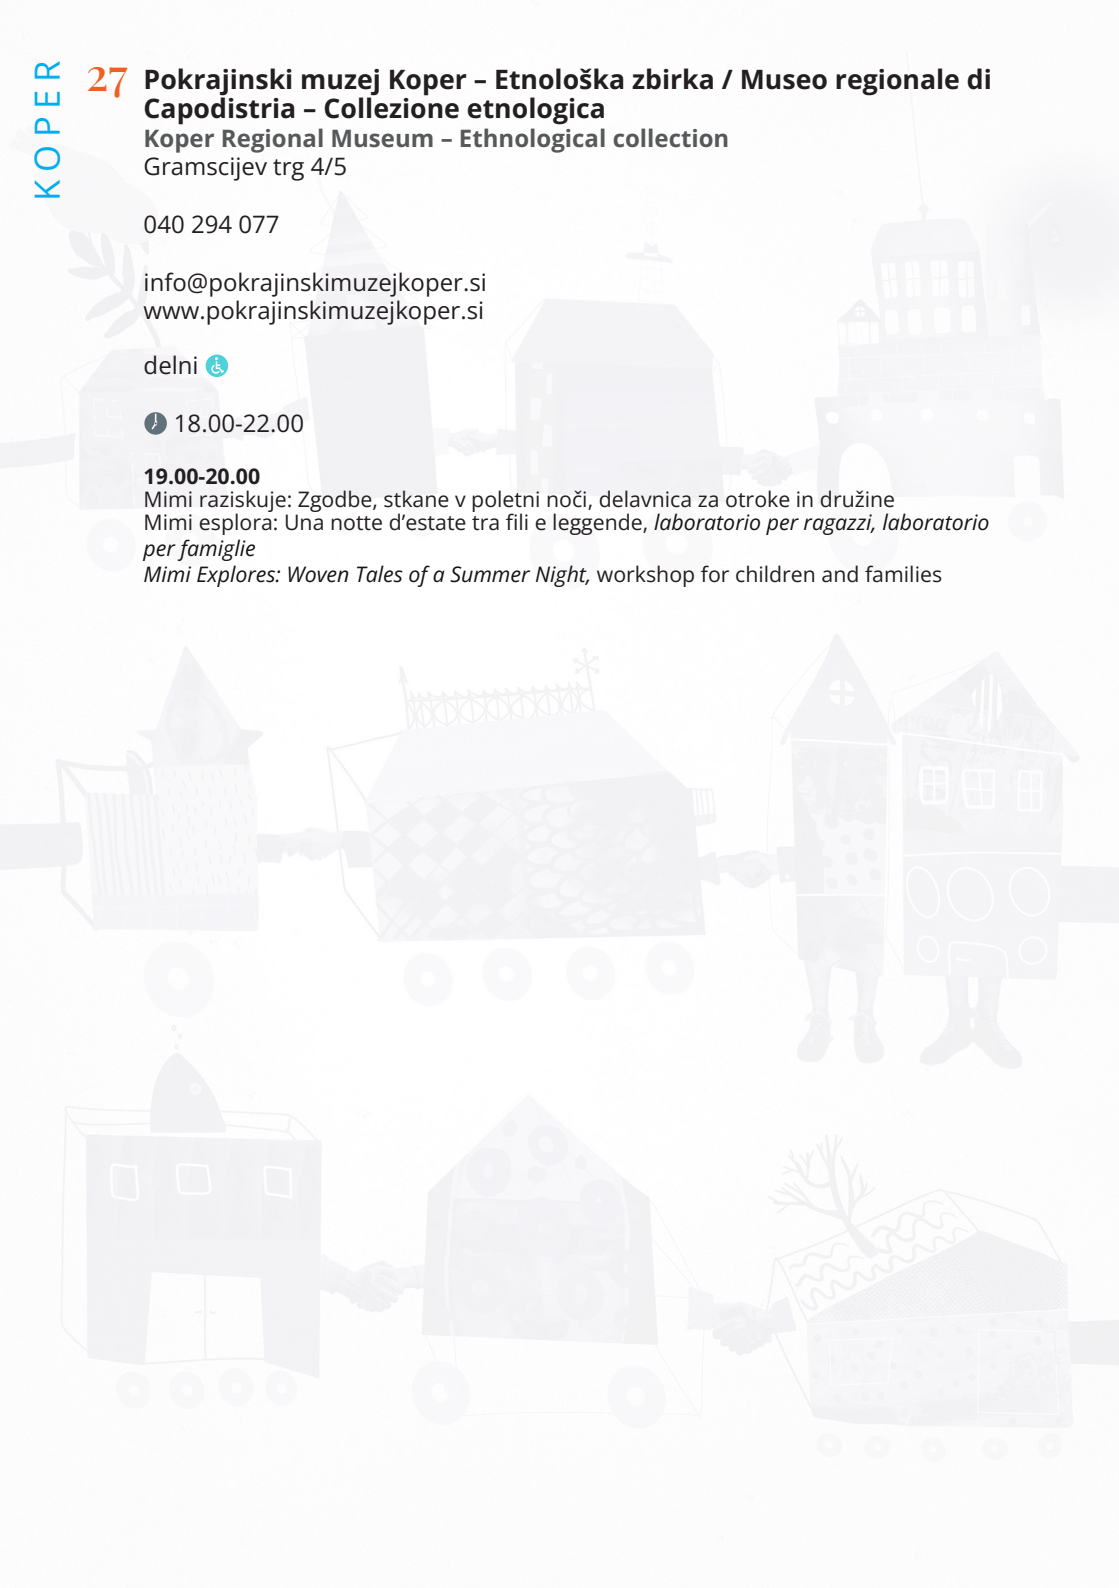 KOPER
27
Pokrajinski muzej Koper – Etnološka zbirka / Museo regionale di
Capodistria – Collezione etnologica
Koper Regional Museum – Ethnological collection
Gramscijev trg 4/5
040 294 077
info@pokrajinskimuzejkoper.si
www.pokrajinskimuzejkoper.si
delni
18.00-22.00
19.00-20.00
Mimi raziskuje: Zgodbe, stkane v poletni noči, delavnica za otroke in družine
Mimi esplora: Una notte d’estate tra fili e leggende, laboratorio per ragazzi, laboratorio
per famiglie
Mimi Explores: Woven Tales of a Summer Night, workshop for children and families